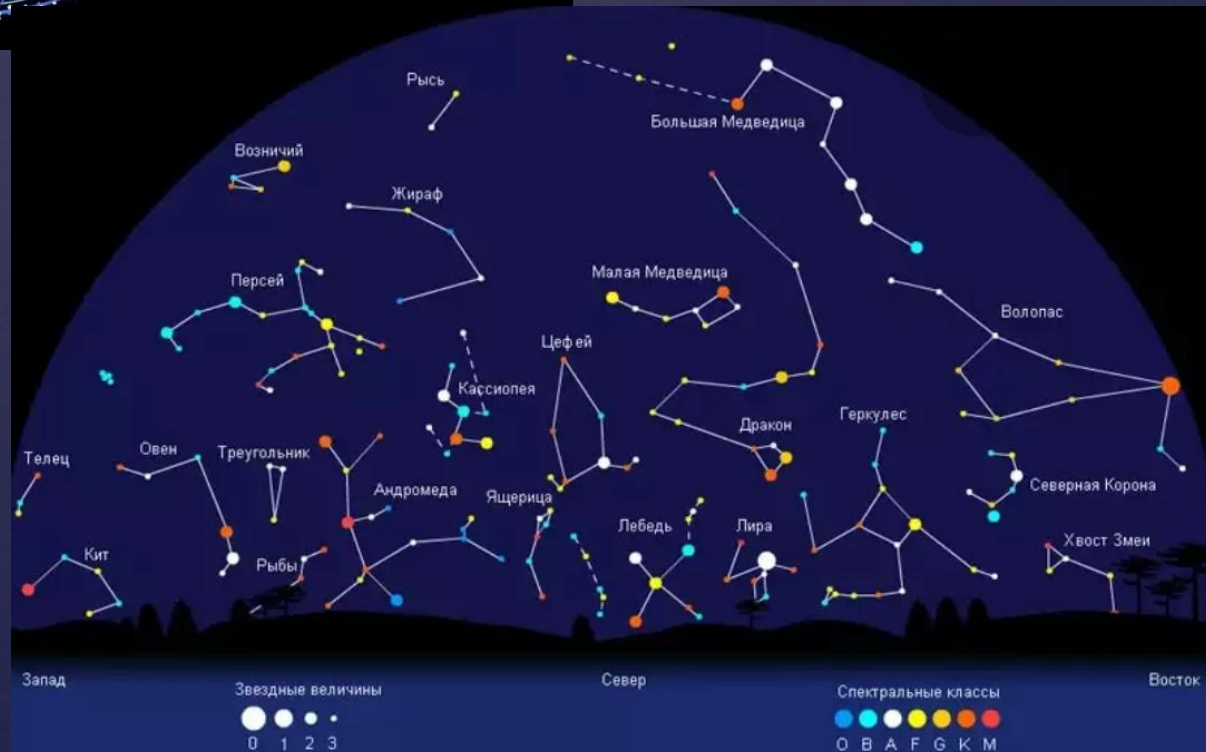 Рысь
Большая Медведица
Возничий
Жираф
Малая Медведица
Персей
Волопас
Цефей
Кассиопея
Геркулес
Дракон
Овен
Треугольник
Телец
Северная Корона
Андромеда
Ящерица
Лебедь
Лира
Хвост Змеи
Кит
Рыбы
Запад
Север
Восток
Звездные величины
0 1 2 3
Спектральные классы
O B A F G K M